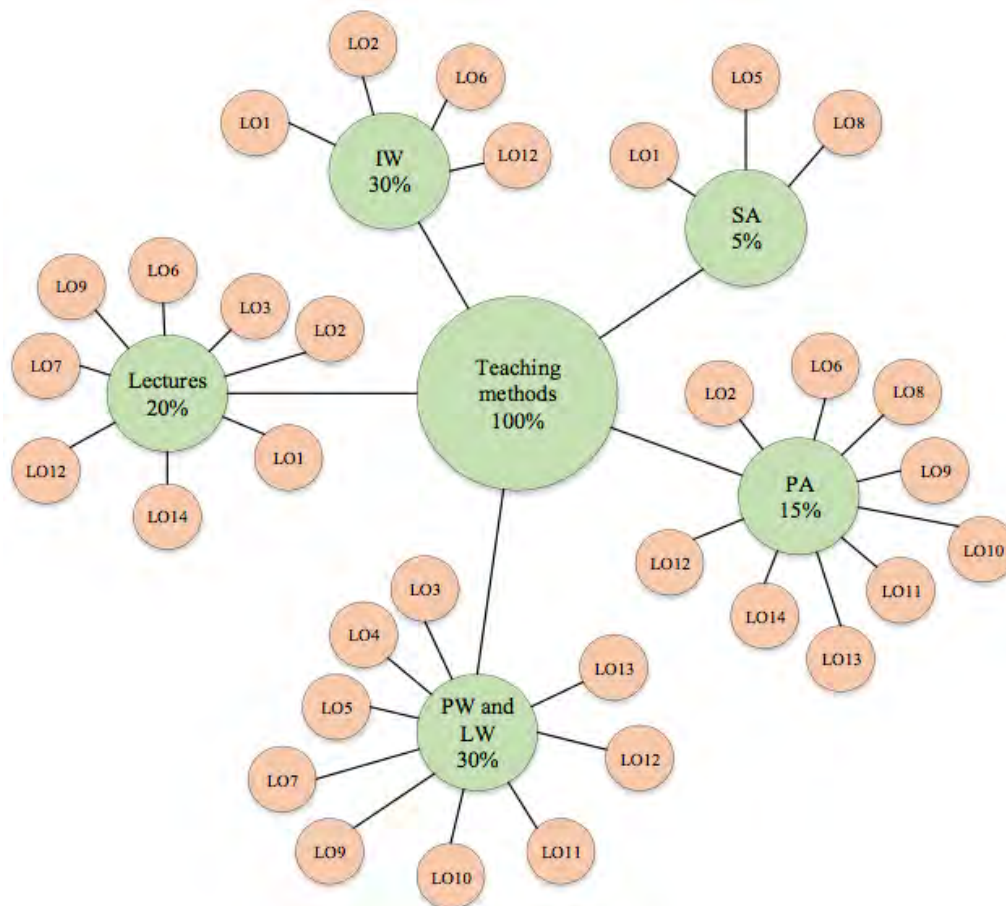 LO2
LO6
LO1
LO12
IW
30%
LO5
LO8
LO1
SA
5%
LO6
LO9
LO3
LO2
LO7
Lectures
20%
LO12
LO1
LO14
Teaching
methods
100%
LO6
LO2
LO8
LO9
PA
15%
LO10
LO12
LO11
LO14
LO13
LO3
LO4
LO13
LO5
PW and
LW
30%
LO12
LO7
LO9
LO11
LO10